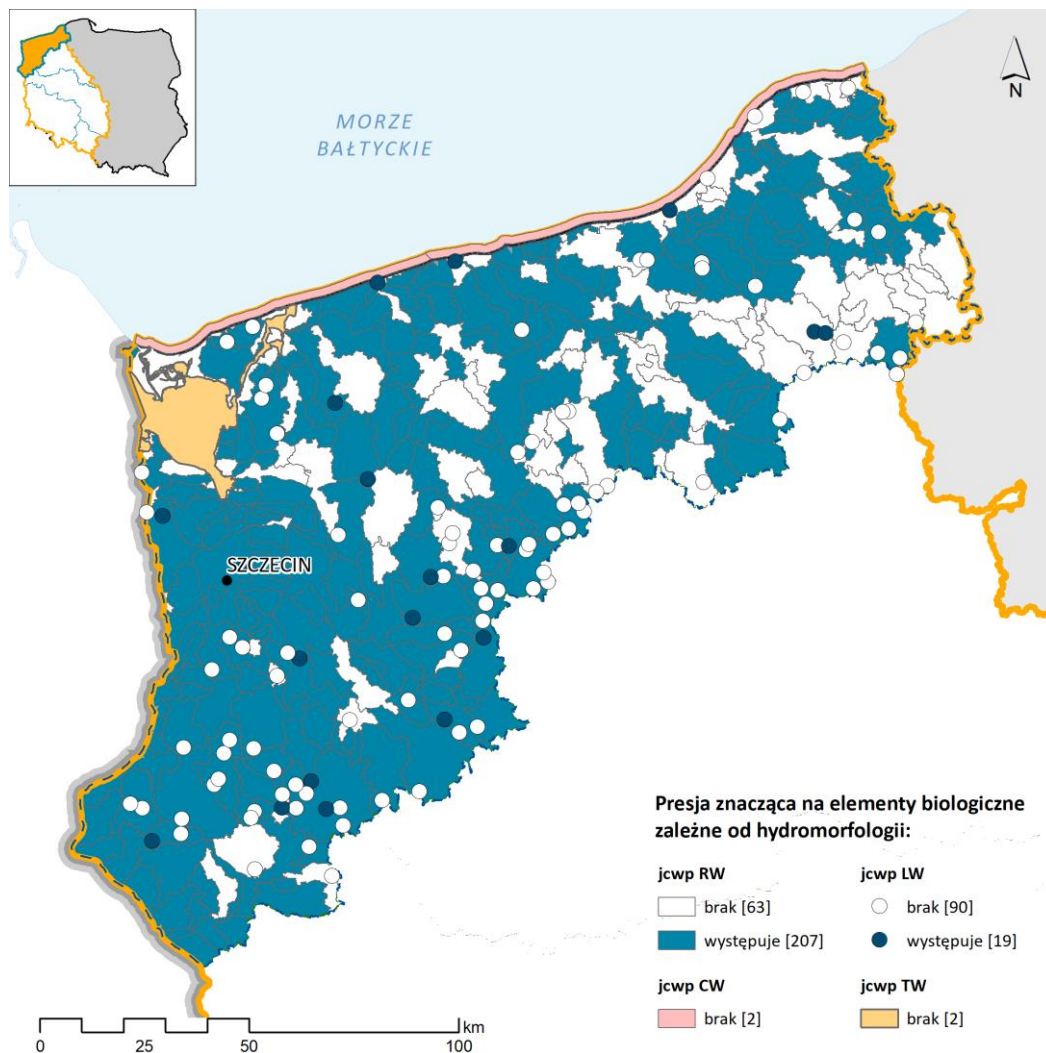 MORZE
BAŁTYCKIE
N
SZCZECIN
Presja znacząca na elementy biologiczne
zależne od hydromorfologii:
jcwp RW
brak [63]
występuje [207]
jcwp LW
brak [90]
występuje [19]
jcwp CW
brak [2]
jcwp TW
brak [2]
km
0 25 50 100